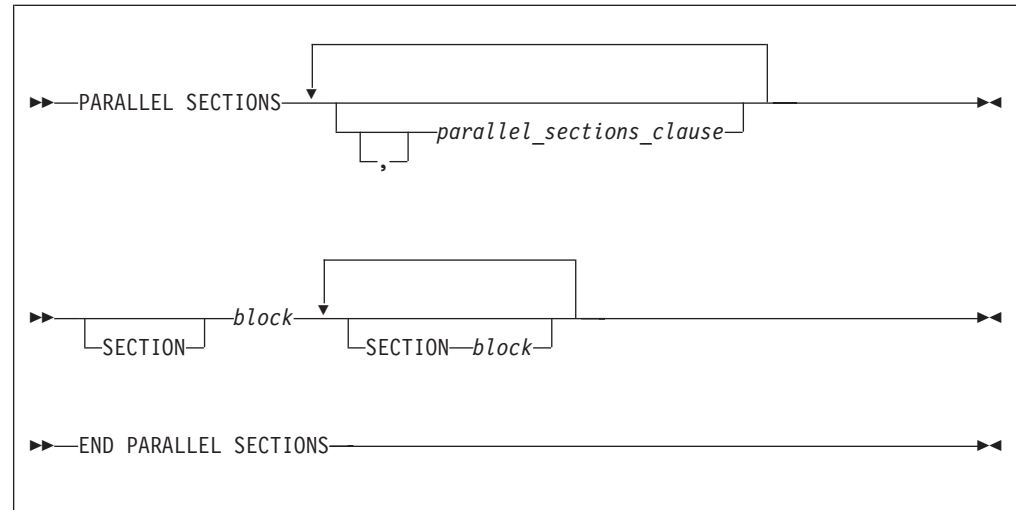 PARALLEL SECTIONS
parallel_sections_clause
,
block
SECTION
SECTION block
END PARALLEL SECTIONS